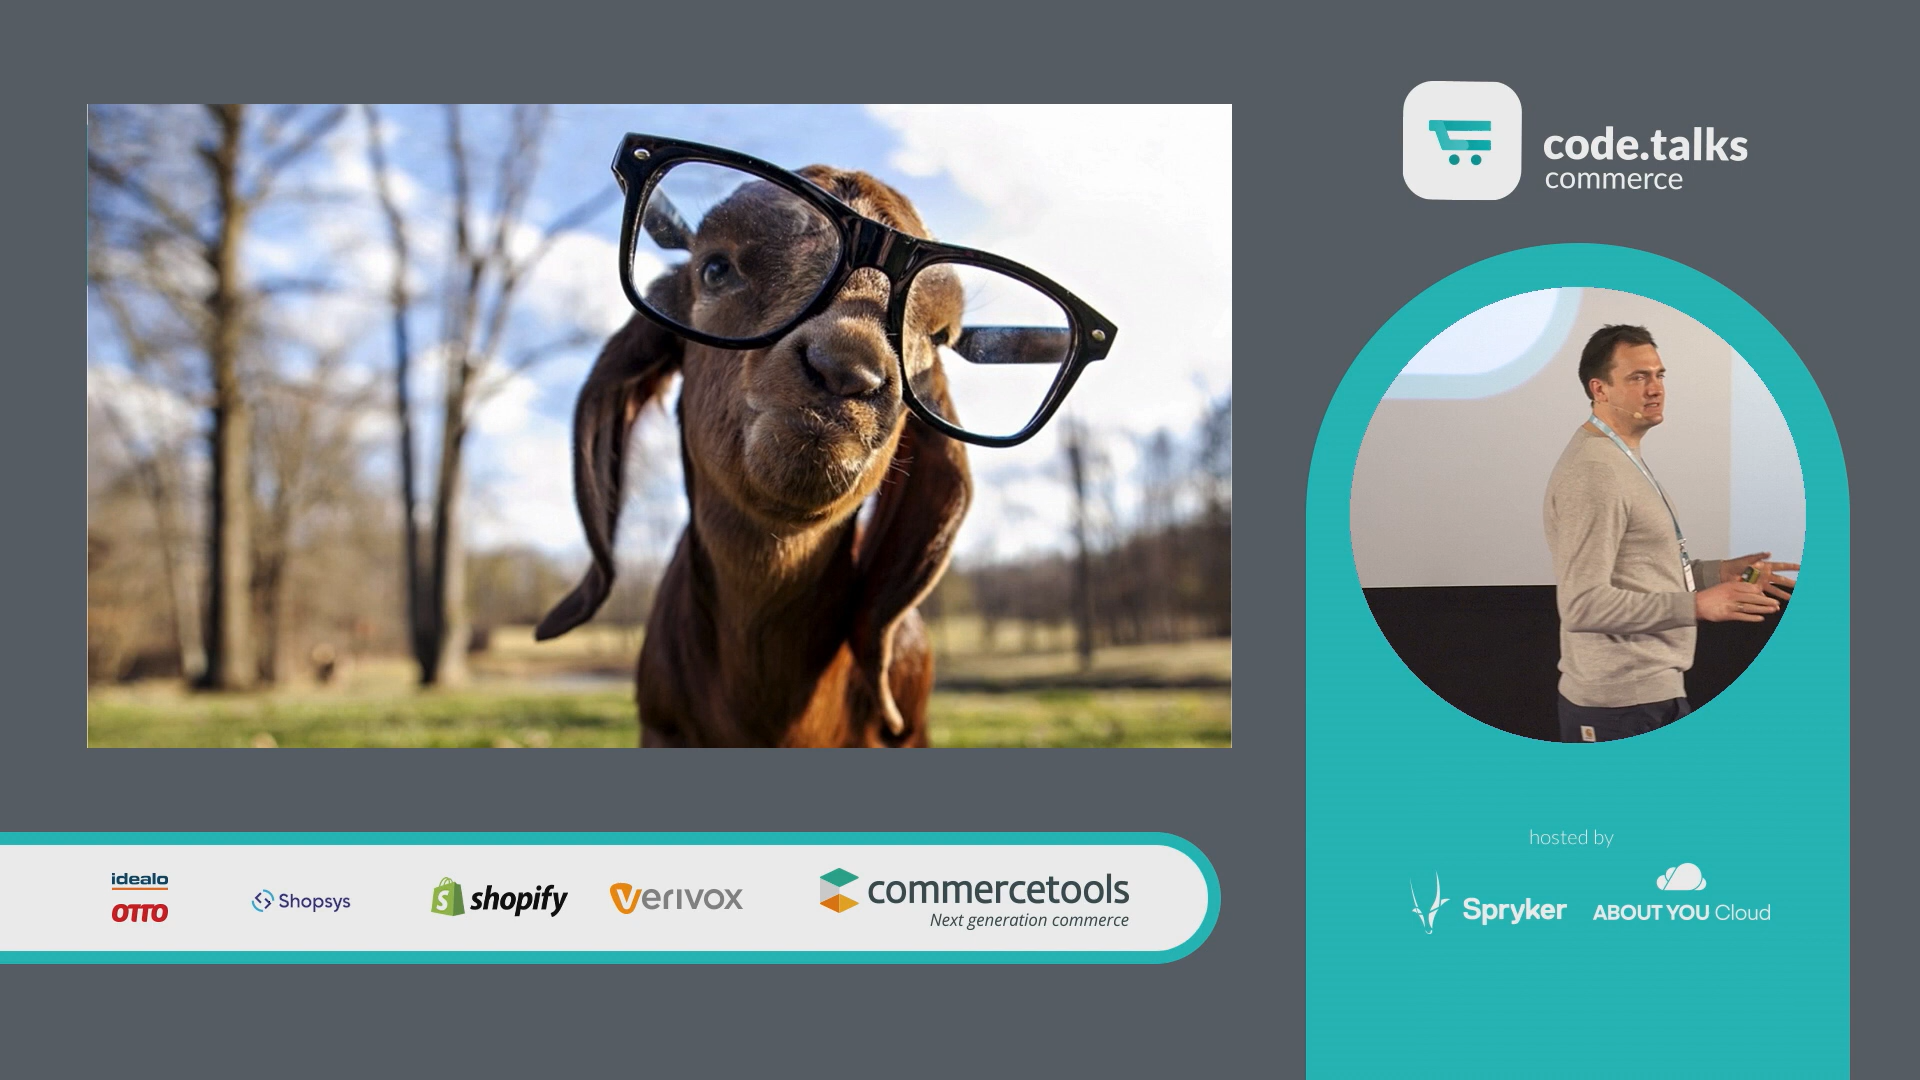 code.talks
commerce
hosted by
Spryker
ABOUT YOU Cloud
idealo
OTTO
Shopsys
shopify
verivox
commercetools
Next generation commerce